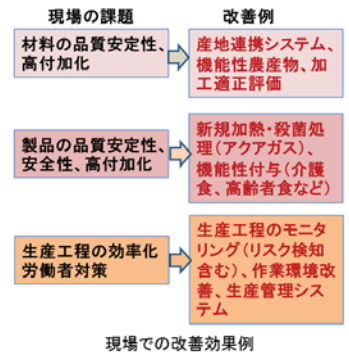 現場の課題
改善例
材料の品質安定性、
高付加化
産地連携システム、
機能性農産物、加
工適正評価
製品の品質安定性、
安全性、高付加化
新規加熱・殺菌処
理(アクアガス)、
機能性付与(介護
食、高齢者食など)
生産工程の効率化
労働者対策
生産工程のモニタ
リング(リスク検知
含む)、作業環境改
善、生産管理シス
テム
現場での改善効果例